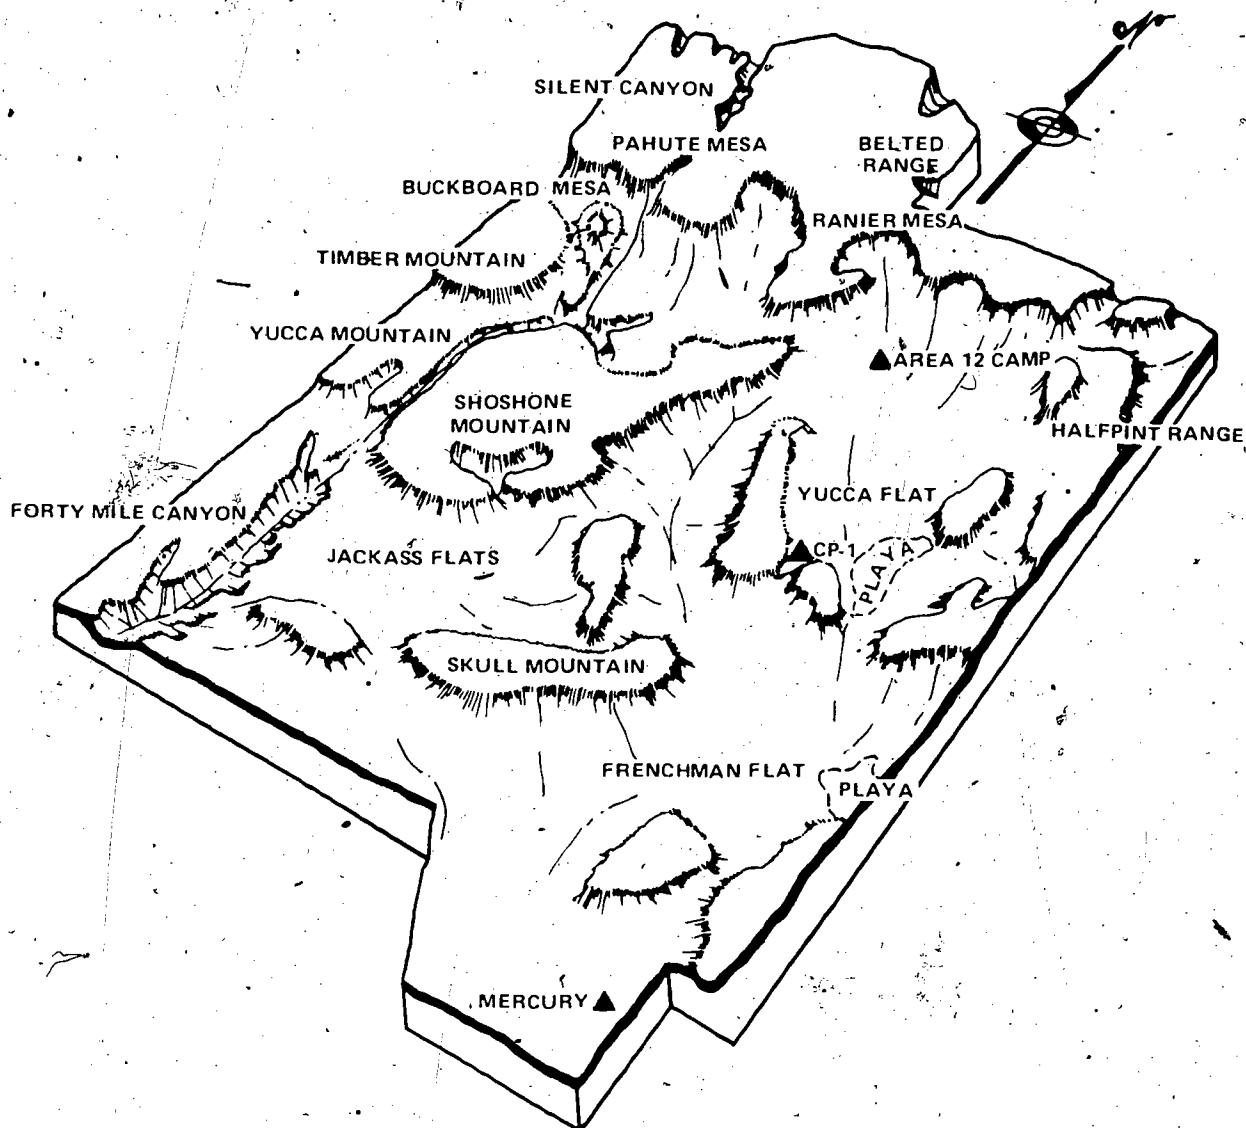 SILENT CANYON
PAHUTE MESA
BELTED
RANGE
BUCKBOARD MESA
RANIER MESA
TIMBER MOUNTAIN
YUCCA MOUNTAIN
AREA 12 CAMP
SHOSHONE
MOUNTAIN
HALFPINT RANGE
YUCCA FLAT
FORTY MILE CANYON
JACKASS FLATS
CP-1
PLAYA
SKULL MOUNTAIN
FRENCHMAN FLAT
PLAYA
MERCURY